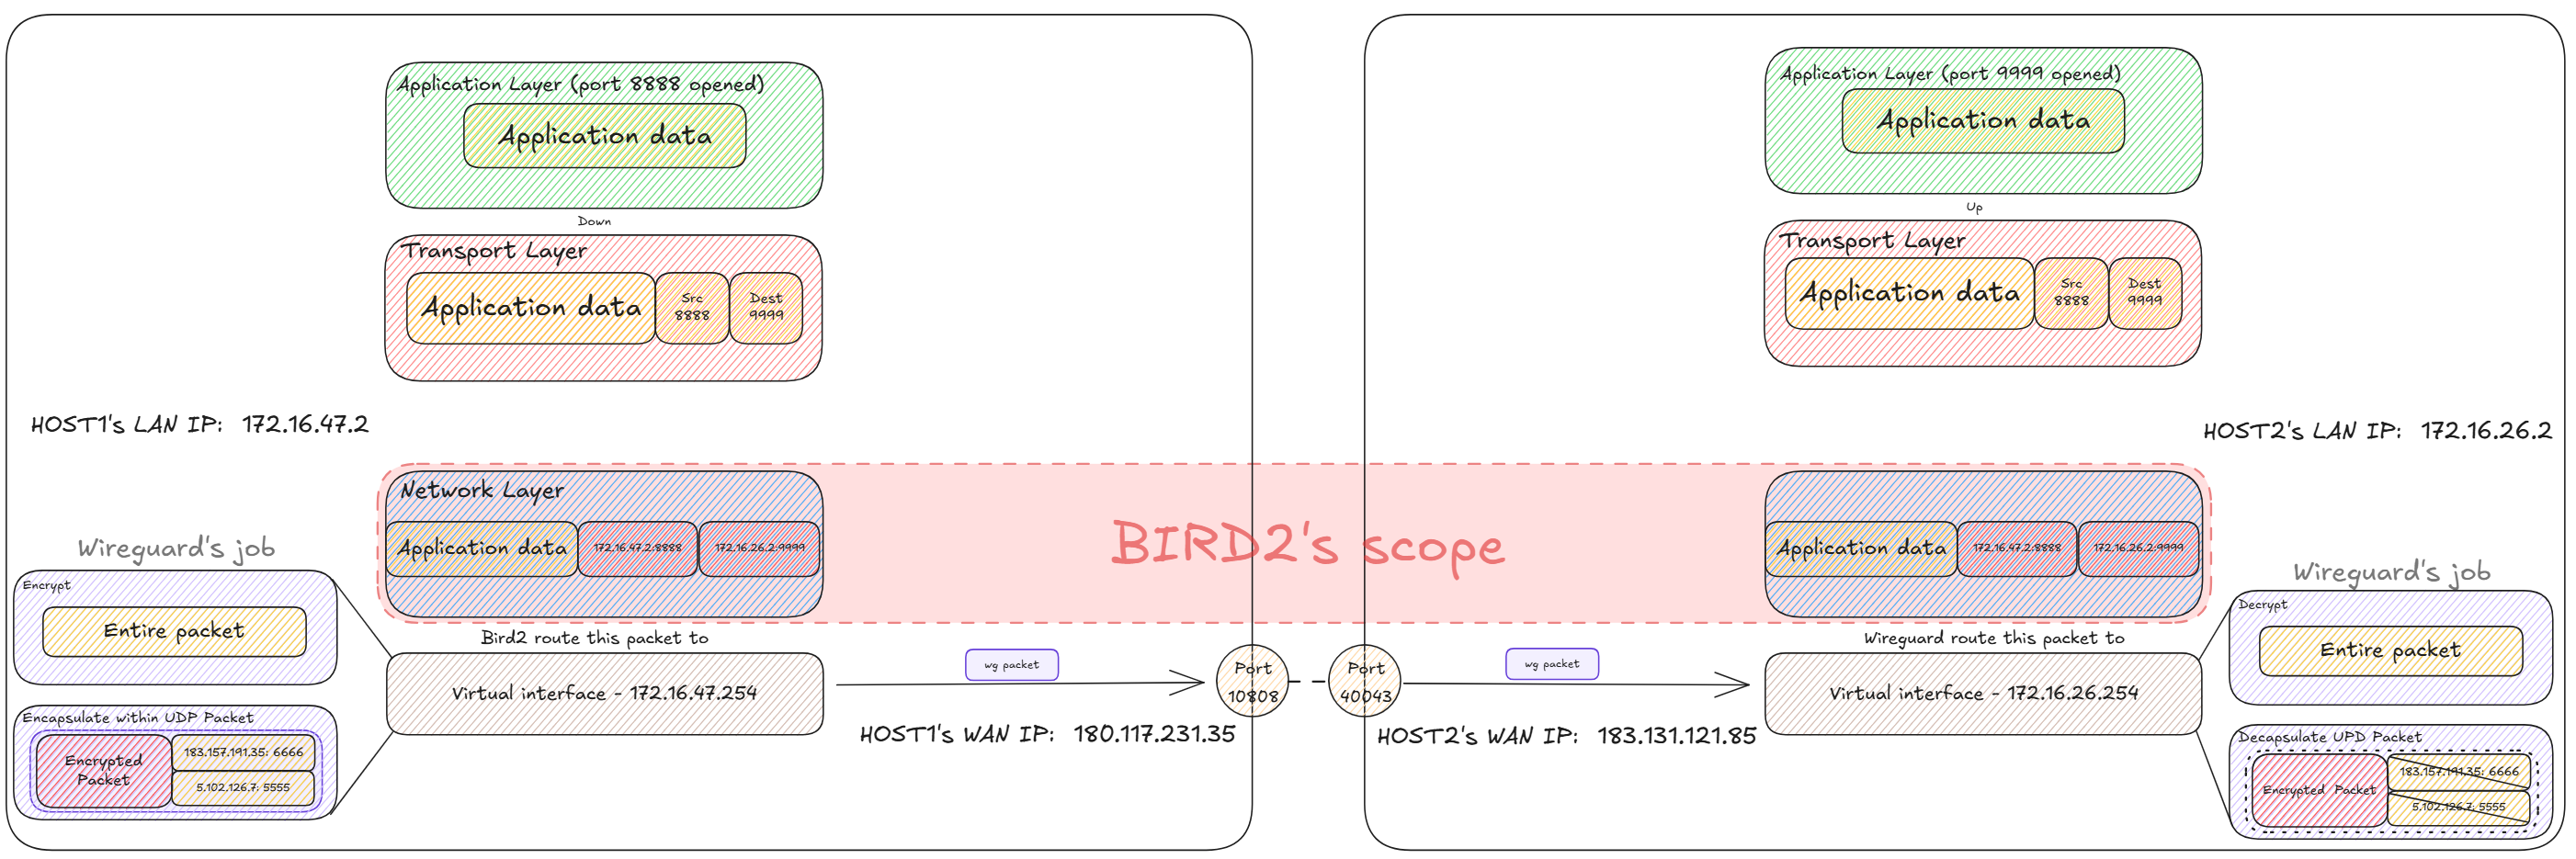 Application Layer (port 8888 opened)
Application data
Down
Transport Layer
Application data
Src
8888
Dest
9999
HOST1's LAN IP: 172.16.47.2
Network Layer
Application data
172.16.47.2:8888
172.16.26.2:9999
Wireguard's job
Encrypt
Entire packet
Encapsulate within UDP Packet
Encrypted
Packet
183.157.191.35: 6666
5.102.126.7: 5555
Bird2 route this packet to
Virtual interface - 172.16.47.254
wg packet
HOST1's WAN IP: 180.117.231.35
Port
10808
BIRD2's scope
Application Layer (port 9999 opened)
Application data
Up
Transport Layer
Application data
Src
8888
Dest
9999
HOST2's LAN IP: 172.16.26.2
Application data
172.16.47.2:8888
172.16.26.2:9999
Port
40043
wg packet
HOST2's WAN IP: 183.131.121.85
Wireguard route this packet to
Virtual interface - 172.16.26.254
Wireguard's job
Decrypt
Entire packet
Decapsulate UPD Packet
Encrypted Packet
183.157.191.35: 6666
5.102.126.7: 5555